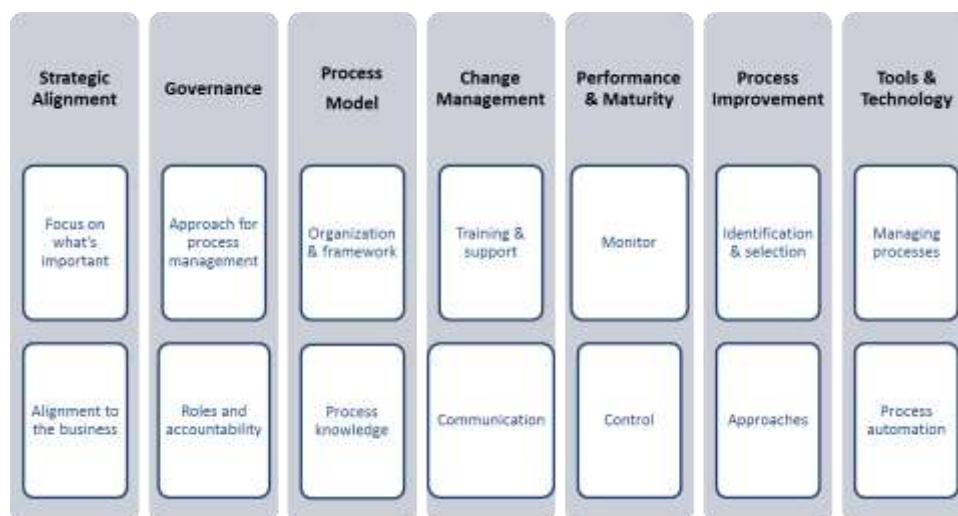 Strategic
Alignment
Governance
Process
Model
Change
Management
Performance
& Maturity
Process
Improvement
Tools &
Technology
Focus on
what's
important
Approach for
process
management
Organization
& framework
Training &
support
Monitor
Identification
& selection
Managing
processes
Alignment to
the business
Roles and
accountability
Process
knowledge
Communication
Control
Approaches
Process
automation